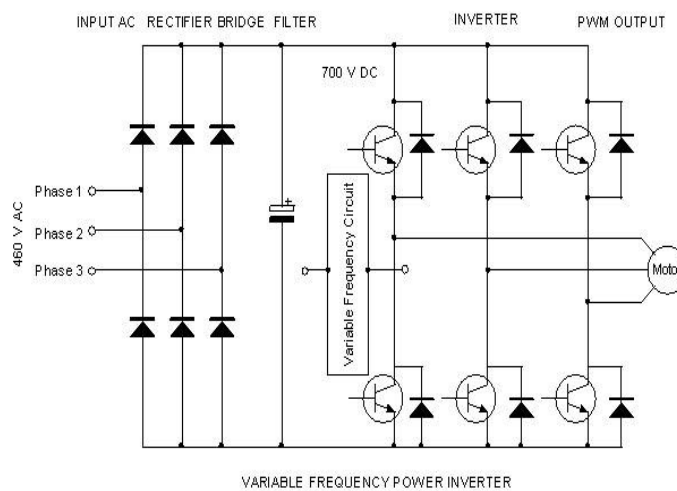 INPUT AC RECTIFIER BRIDGE FILTER
INVERTER
PWM OUTPUT
700 V DC
460 V AC
Phase 1
Phase 2
Phase 3
+
Variable Frequency Circuit
Moto
VARIABLE FREQUENCY POWER INVERTER